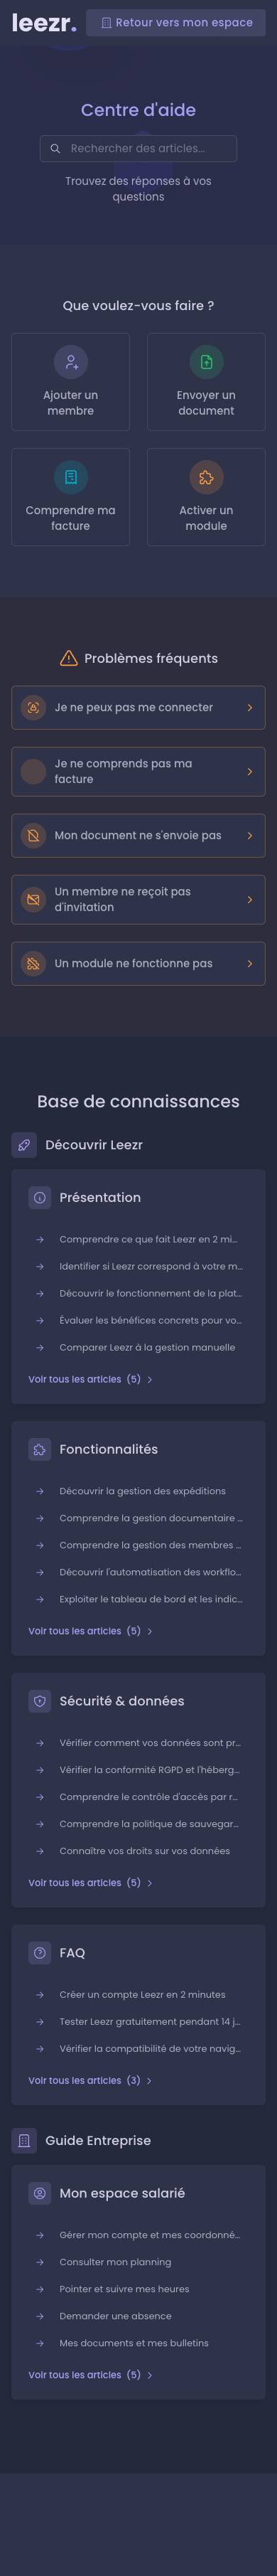 leezr.
Retour vers mon espace
Centre d'aide
Rechercher des articles...
Trouvez des réponses à vos
questions
Que voulez-vous faire ?
Ajouter un
membre
Envoyer un
document
Comprendre ma
facture
Activer un
module
Problèmes fréquents
Je ne peux pas me connecter
Je ne comprends pas ma
facture
Mon document ne s'envoie pas
Un membre ne reçoit pas
d'invitation
Un module ne fonctionne pas
Base de connaissances
Découvrir Leezr
Présentation
Comprendre ce que fait Leezr en 2 mi...
Identifier si Leezr correspond à votre m...
Découvrir le fonctionnement de la plat...
Évaluer les bénéfices concrets pour vo...
Comparer Leezr à la gestion manuelle
Voir tous les articles (5)
Fonctionnalités
Découvrir la gestion des expéditions
Comprendre la gestion documentaire ...
Comprendre la gestion des membres ...
Découvrir l'automatisation des workflo...
Exploiter le tableau de bord et les indic...
Voir tous les articles (5)
Sécurité & données
Vérifier comment vos données sont pr...
Vérifier la conformité RGPD et l'héberg...
Comprendre le contrôle d'accès par r...
Comprendre la politique de sauvegar...
Connaître vos droits sur vos données
Voir tous les articles (5)
FAQ
Créer un compte Leezr en 2 minutes
Tester Leezr gratuitement pendant 14 j...
Vérifier la compatibilité de votre navig...
Voir tous les articles (3)
Guide Entreprise
Mon espace salarié
Gérer mon compte et mes coordonné...
Consulter mon planning
Pointer et suivre mes heures
Demander une absence
Mes documents et mes bulletins
Voir tous les articles (5)